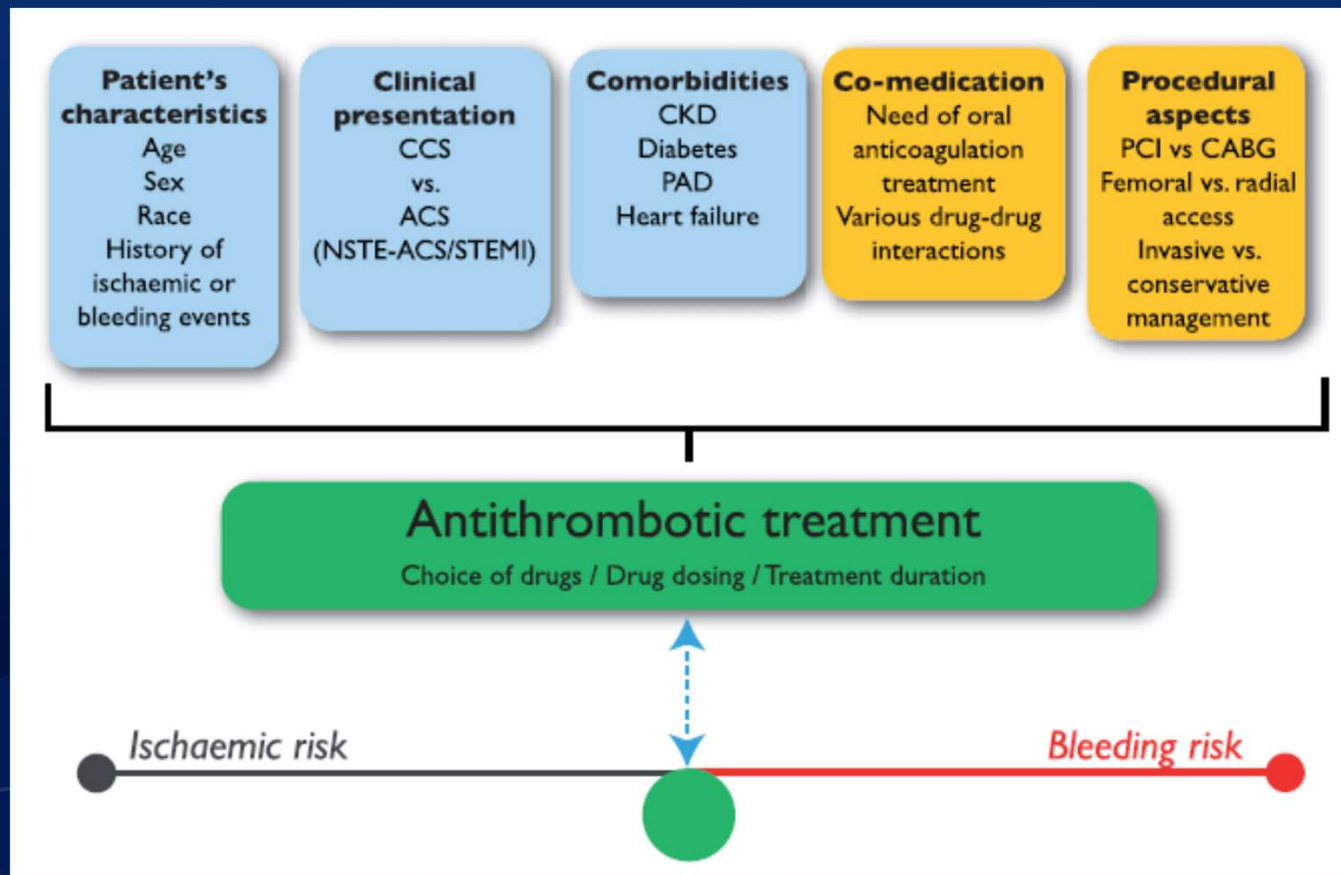 Patient's
characteristics
Age
Sex
Race
History of
ischaemic or
bleeding events
Clinical
presentation
CCS
vs.
ACS
(NSTE-ACS/STEMI)
Comorbidities
CKD
Diabetes
PAD
Heart failure
Co-medication
Need of oral
anticoagulation
treatment
Various drug-drug
interactions
Procedural
aspects
PCI vs CABG
Femoral vs. radial
access
Invasive vs.
conservative
management
Antithrombotic treatment
Choice of drugs / Drug dosing / Treatment duration
Ischaemic risk
Bleeding risk